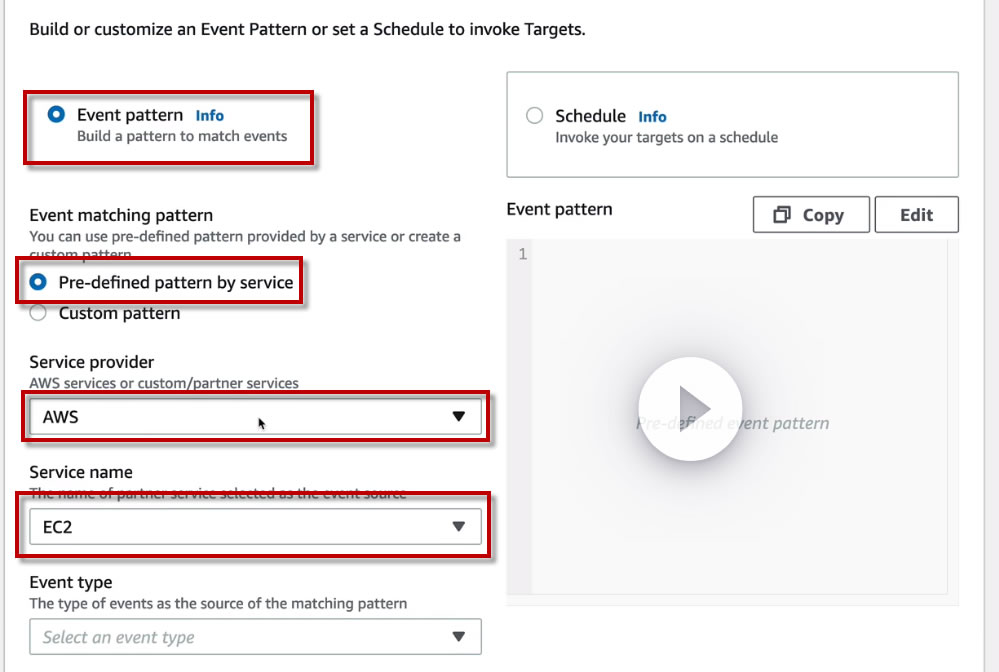 Build or customize an Event Pattern or set a Schedule to invoke Targets.
Event pattern Info
Build a pattern to match events
Schedule Info
Invoke your targets on a schedule
Event matching pattern
You can use pre-defined pattern provided by a service or create a
custom pattern
Pre-defined pattern by service
Custom pattern
Service provider
AWS services or custom/partner services
AWS
Service name
The name of partner service selected as the event source
EC2
Event type
The type of events as the source of the matching pattern
Select an event type
Event pattern
Copy
Edit
1
Pre-defined event pattern